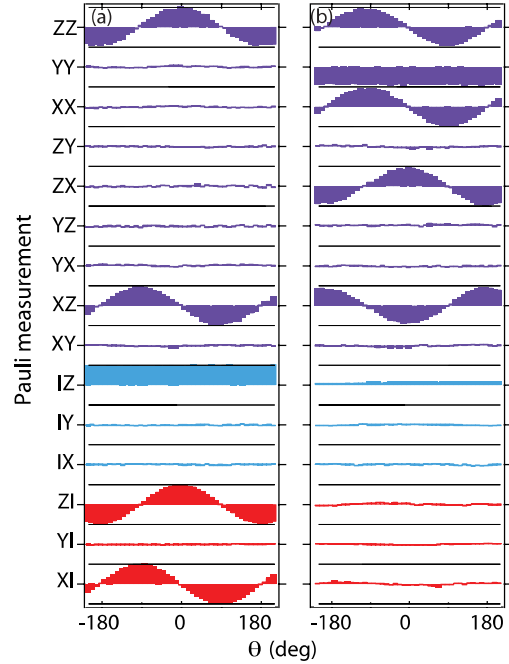 (a) (b)
ZZ
YY
XX
ZY
ZX
YZ
YX
XZ
XY
IZ
IY
IX
ZI
YI
XI
Pauli measurement
-180 0 180 -180 0 180
θ (deg)